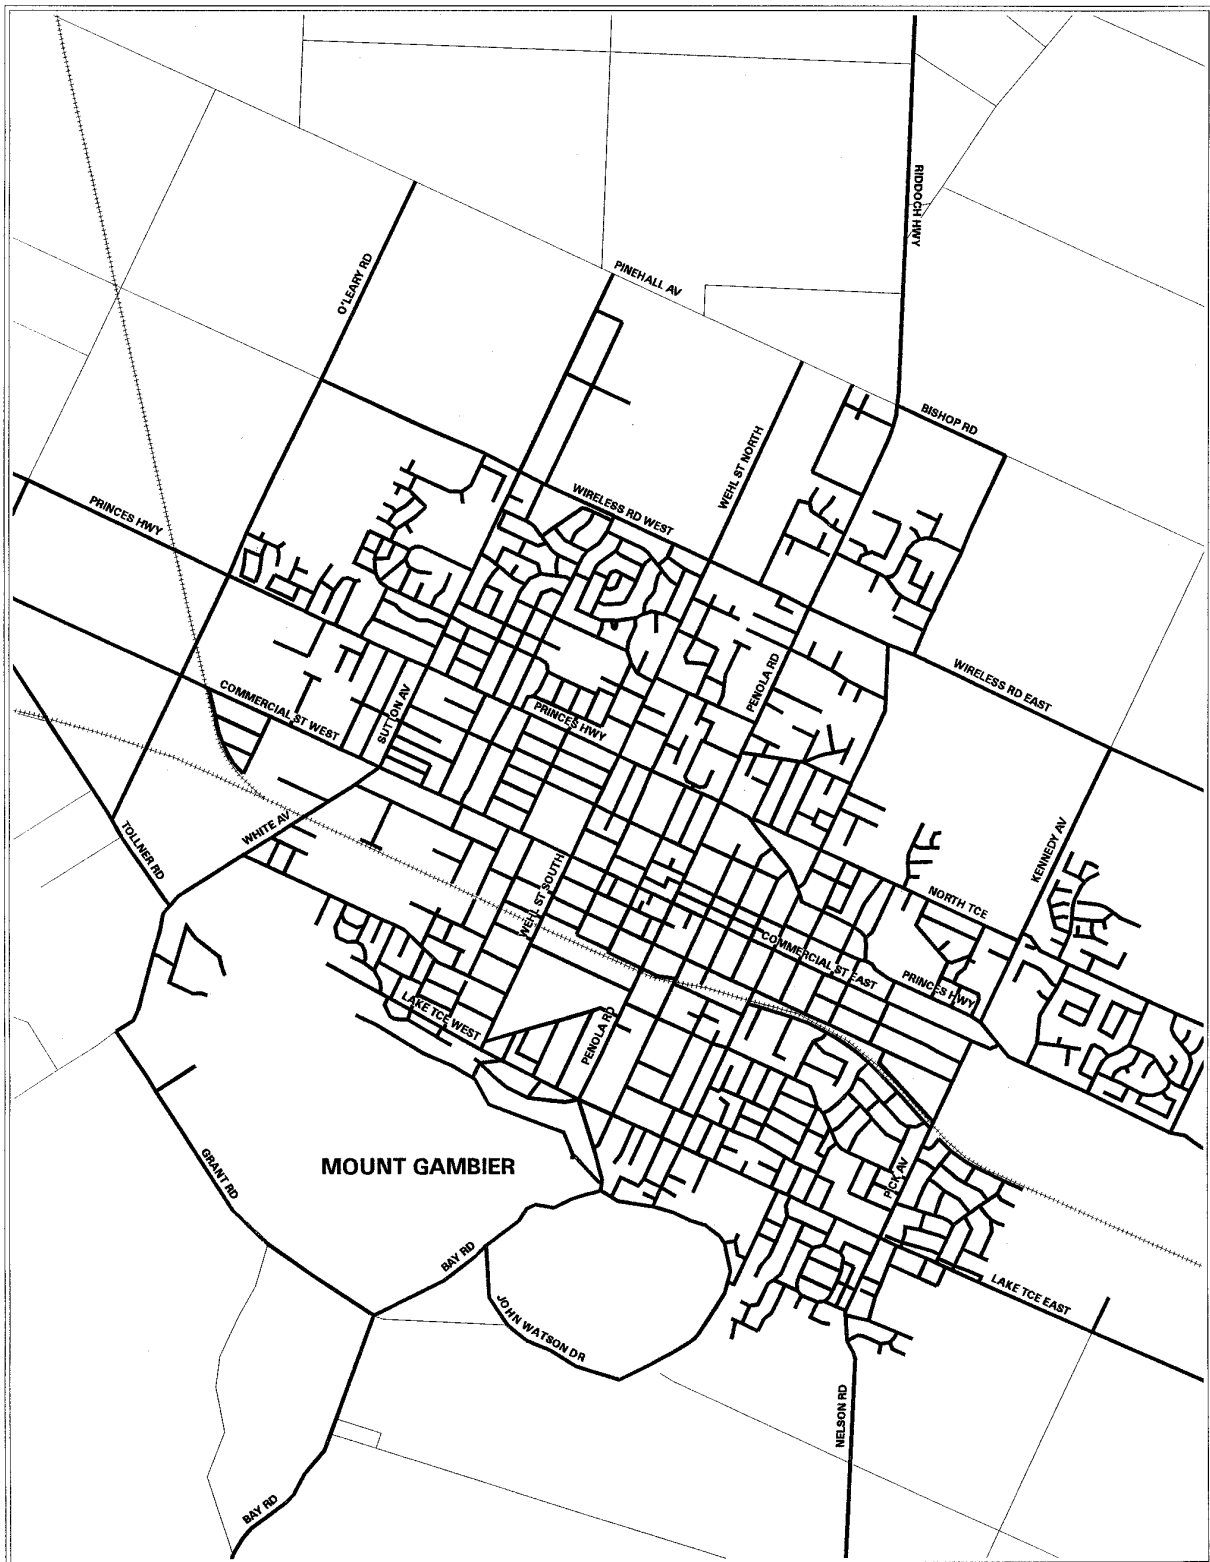 RIDDOCH HWY
O'LEARY RD
PINEHALL AV
BISHOP RD
WEHL ST NORTH
PRINCES HWY
WIRELESS RD WEST
PENOLA RD
WIRELESS RD EAST
COMMERCIAL ST WEST
SUTTON AV
PRINCES HWY
TOLLNER RD
WHITE AV
KENNEDY AV
WEHL ST SOUTH
NORTH TCE
COMMERCIAL ST EAST
PRINCES HWY
LAKE TCE WEST
PENOLA RD
GRANT RD
MOUNT GAMBIER
PICK AV
BAY RD
JOHN WATSON DR
LAKE TCE EAST
NELSON RD
BAY RD